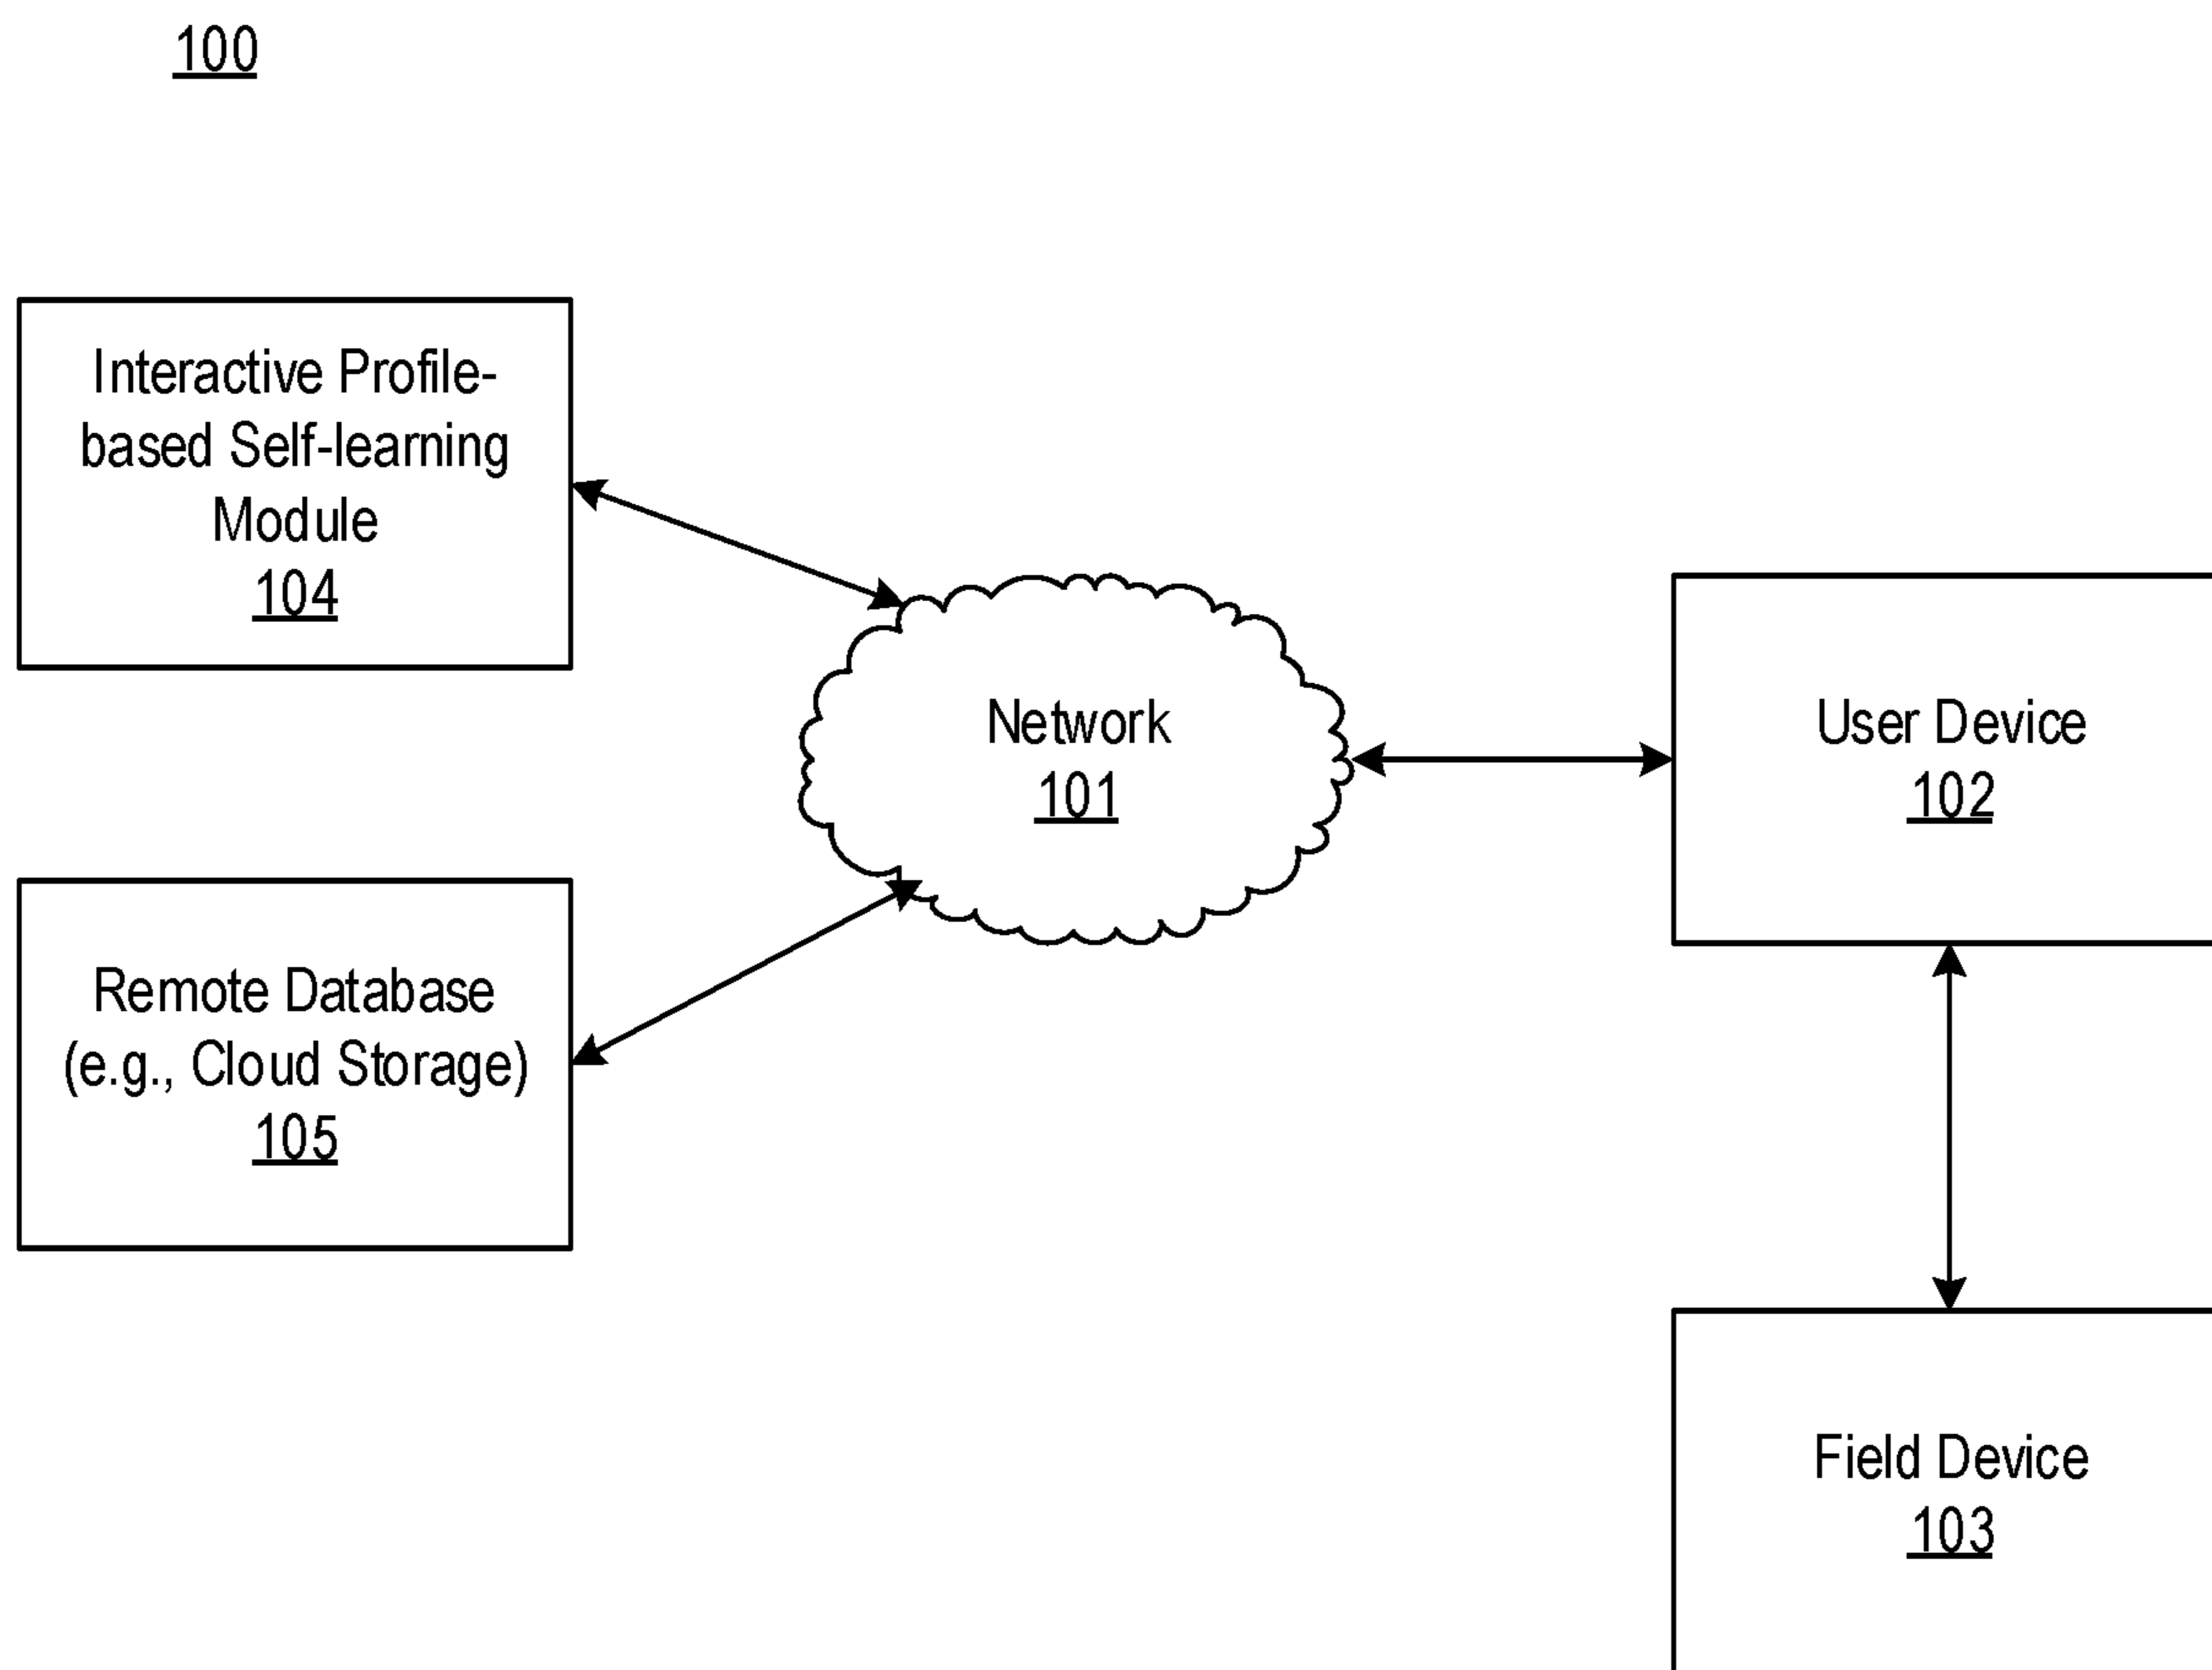 100
Interactive Profile-
based Self-learning
Module
104
Network
101
User Device
102
Remote Database
(e.g., Cloud Storage)
105
Field Device
103